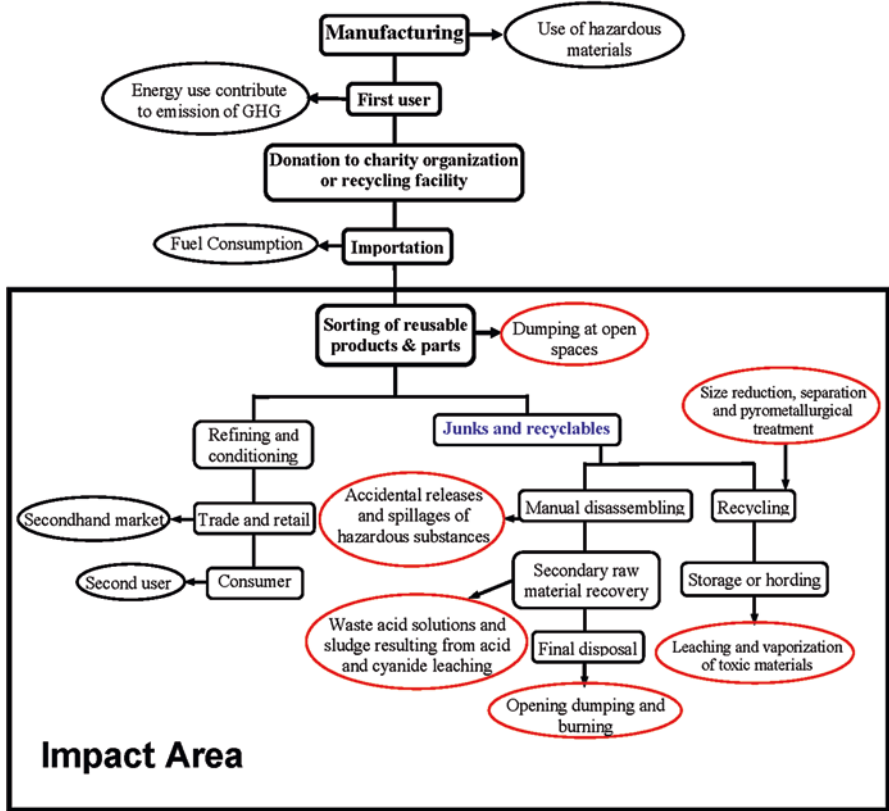 Manufacturing
Use of hazardous
materials
Energy use contribute
to emission of GHG
First user
Donation to charity organization
or recycling facility
Fuel Consumption
Importation
Sorting of reusable
products & parts
Dumping at open
spaces
Size reduction, separation
and pyrometallurgical
treatment
Refining and
conditioning
Junks and recyclables
Accidental releases
and spillages of
hazardous substances
Manual disassembling
Recycling
Secondhand market
Trade and retail
Second user
Consumer
Secondary raw
material recovery
Storage or hording
Waste acid solutions and
sludge resulting from acid
and cyanide leaching
Final disposal
Leaching and vaporization
of toxic materials
Opening dumping and
burning
Impact Area